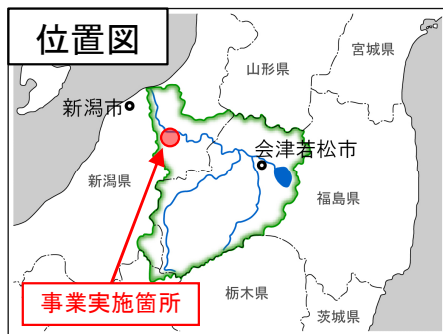 位置図
宮城県
山形県
新潟市
会津若松市
新潟県
福島県
事業実施箇所
栃木県
茨城県